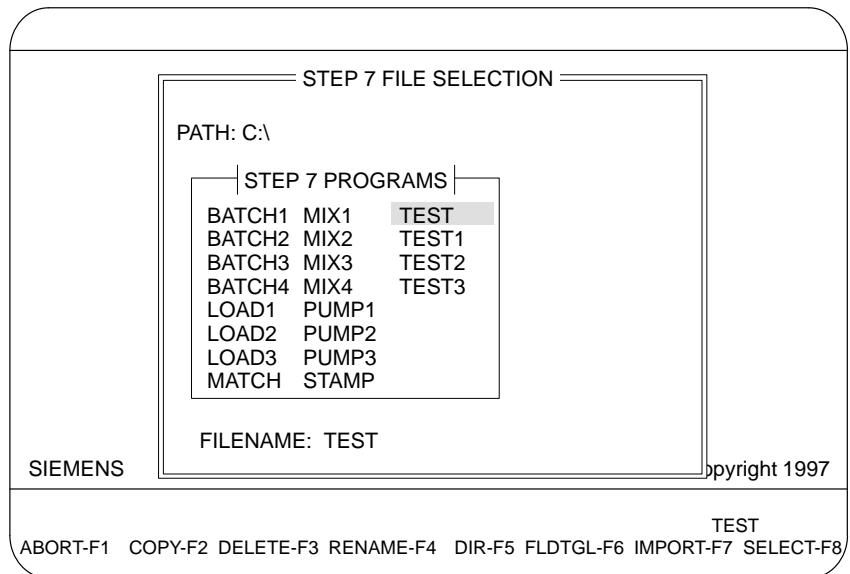 STEP 7 FILE SELECTION
PATH: C:\
STEP 7 PROGRAMS
BATCH1 MIX1 TEST
BATCH2 MIX2 TEST1
BATCH3 MIX3 TEST2
BATCH4 MIX4 TEST3
LOAD1 PUMP1
LOAD2 PUMP2
LOAD3 PUMP3
MATCH STAMP
FILENAME: TEST
SIEMENS opyright 1997
TEST
ABORT-F1 COPY-F2 DELETE-F3 RENAME-F4 DIR-F5 FLDTGL-F6 IMPORT-F7 SELECT-F8